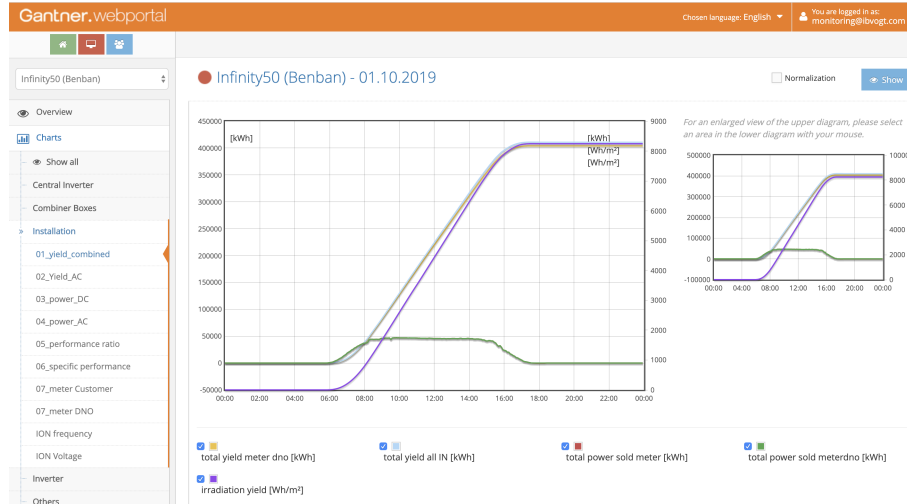 Gantner.webportal
Chosen language: English
You are logged in as:
monitoring@ibvogt.com
Infinity50 (Benban)
Infinity50 (Benban) - 01.10.2019
Normalization
Show
Overview
Charts
Show all
Central Inverter
Combiner Boxes
Installation
01_yield_combined
02_Yield_AC
03_power_DC
04_power_AC
05_performance ratio
06_specific performance
07_meter Customer
07_meter DNO
ION frequency
ION Voltage
Inverter
Others
450000
400000
350000
300000
250000
200000
150000
100000
50000
0
-50000
[kWh]
[kWh]
[Wh/m²]
[Wh/m²]
9000
8000
7000
6000
5000
4000
3000
2000
1000
0
00:00 02:00 04:00 06:00 08:00 10:00 12:00 14:00 16:00 18:00 20:00 22:00 00:00
For an enlarged view of the upper diagram, please select
an area in the lower diagram with your mouse.
500000
400000
300000
200000
100000
0
-100000
10000
8000
6000
4000
2000
0
00:00 04:00 08:00 12:00 16:00 20:00 00:00
total yield meter dno [kWh]
total yield all IN [kWh]
total power sold meter [kWh]
total power sold meterdno [kWh]
irradiation yield [Wh/m²]